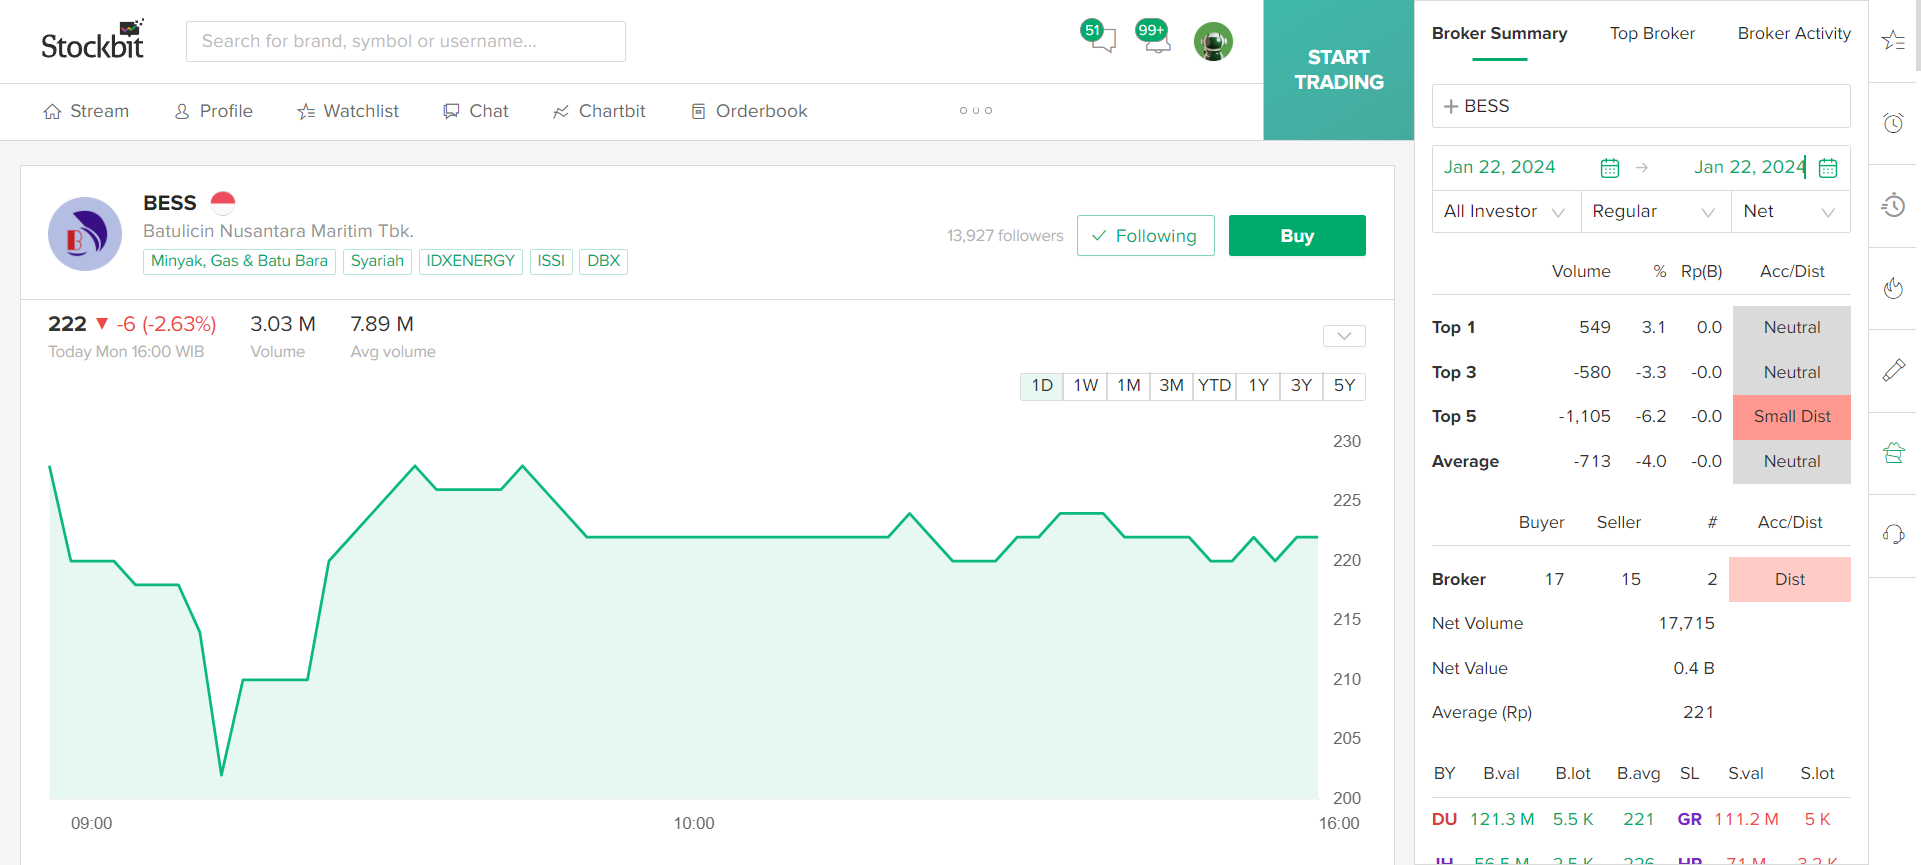 Stockbit
Search for brand, symbol or username...
51
99+
START
TRADING
Stream
Profile
Watchlist
Chat
Chartbit
Orderbook
BESS
Batulicin Nusantara Maritim Tbk.
Minyak, Gas & Batu Bara
Syariah
IDXENERGY
ISSI
DBX
13,927 followers
Following
Buy
222 ▼ -6 (-2.63%)
Today Mon 16:00 WIB
3.03 M
Volume
7.89 M
Avg volume
1D 1W 1M 3M YTD 1Y 3Y 5Y
230
225
220
215
210
205
200
09:00 10:00 16:00
Broker Summary Top Broker Broker Activity
+ BESS
Jan 22, 2024 → Jan 22, 2024
All Investor Regular Net
Volume % Rp(B) Acc/Dist
Top 1 549 3.1 0.0 Neutral
Top 3 -580 -3.3 -0.0 Neutral
Top 5 -1,105 -6.2 -0.0 Small Dist
Average -713 -4.0 -0.0 Neutral
Buyer Seller # Acc/Dist
Broker 17 15 2 Dist
Net Volume 17,715
Net Value 0.4 B
Average (Rp) 221
BY B.val B.lot B.avg SL S.val S.lot
DU 121.3 M 5.5 K 221 GR 111.2 M 5 K